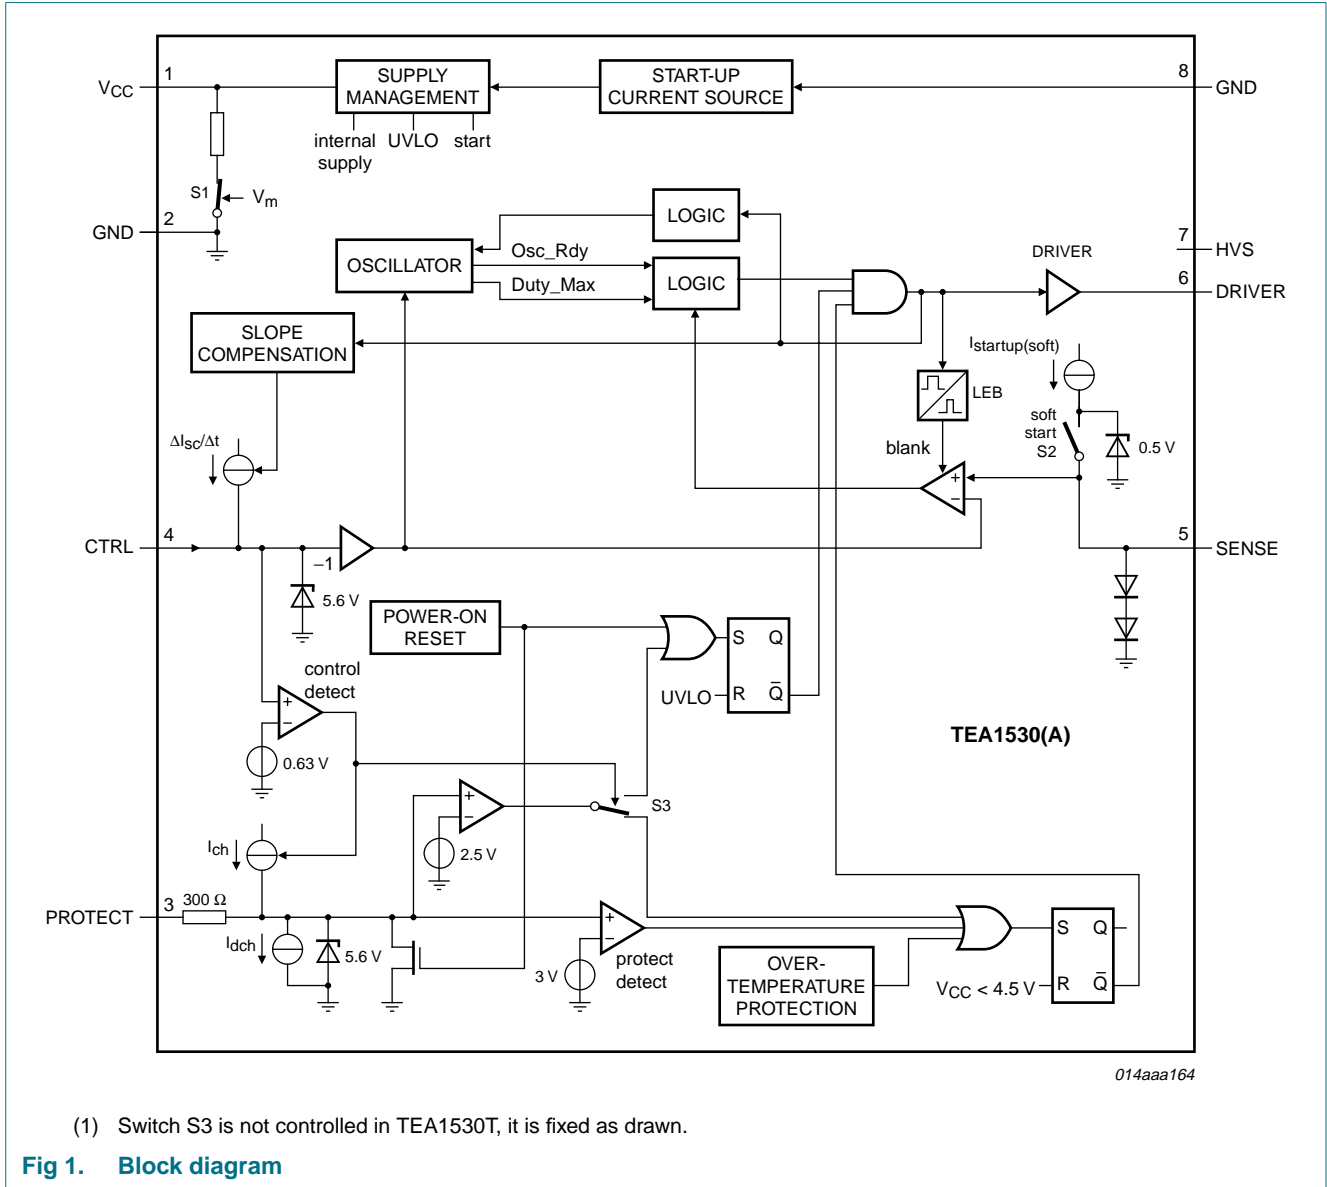 VCC
1
SUPPLY
MANAGEMENT
START-UP
CURRENT SOURCE
8
GND
internal
supply
UVLO
start
S1
Vm
GND
2
LOGIC
OSCILLATOR
Osc_Rdy
Duty_Max
LOGIC
DRIVER
7
HVS
6
DRIVER
SLOPE
COMPENSATION
Istartup(soft)
LEB
soft
start
S2
0.5 V
ΔISC/Δt
blank
+
−
CTRL
4
−1
5
SENSE
5.6 V
POWER-ON
RESET
S
Q
R
Q̅
UVLO
control
detect
+
−
0.63 V
TEA1530(A)
+
−
2.5 V
S3
Ich
PROTECT
3
300 Ω
Idch
5.6 V
+
−
3 V
protect
detect
OVER-
TEMPERATURE
PROTECTION
S
Q
VCC < 4.5 V
R
Q̅
014aaa164
(1) Switch S3 is not controlled in TEA1530T, it is fixed as drawn.
Fig 1. Block diagram